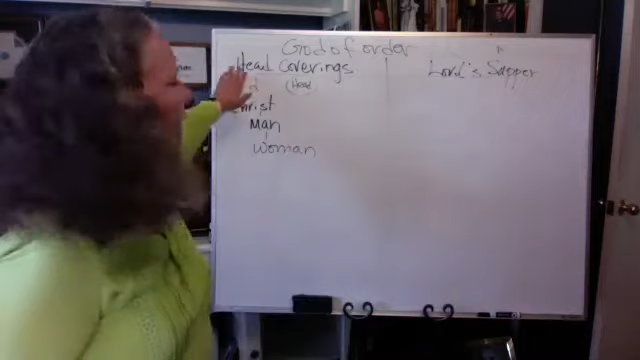 God of order
Head Coverings
Lord's Supper
Head
Christ
Man
woman